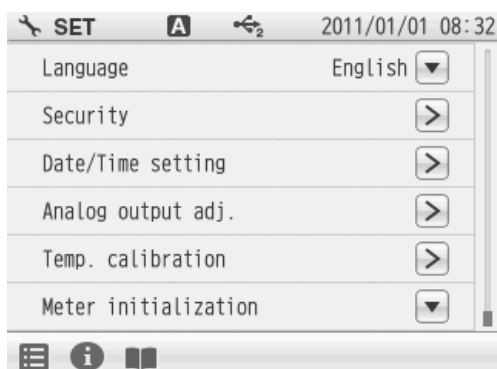 SET A 2 2011/01/01 08:32
Language English
Security
Date/Time setting
Analog output adj.
Temp. calibration
Meter initialization